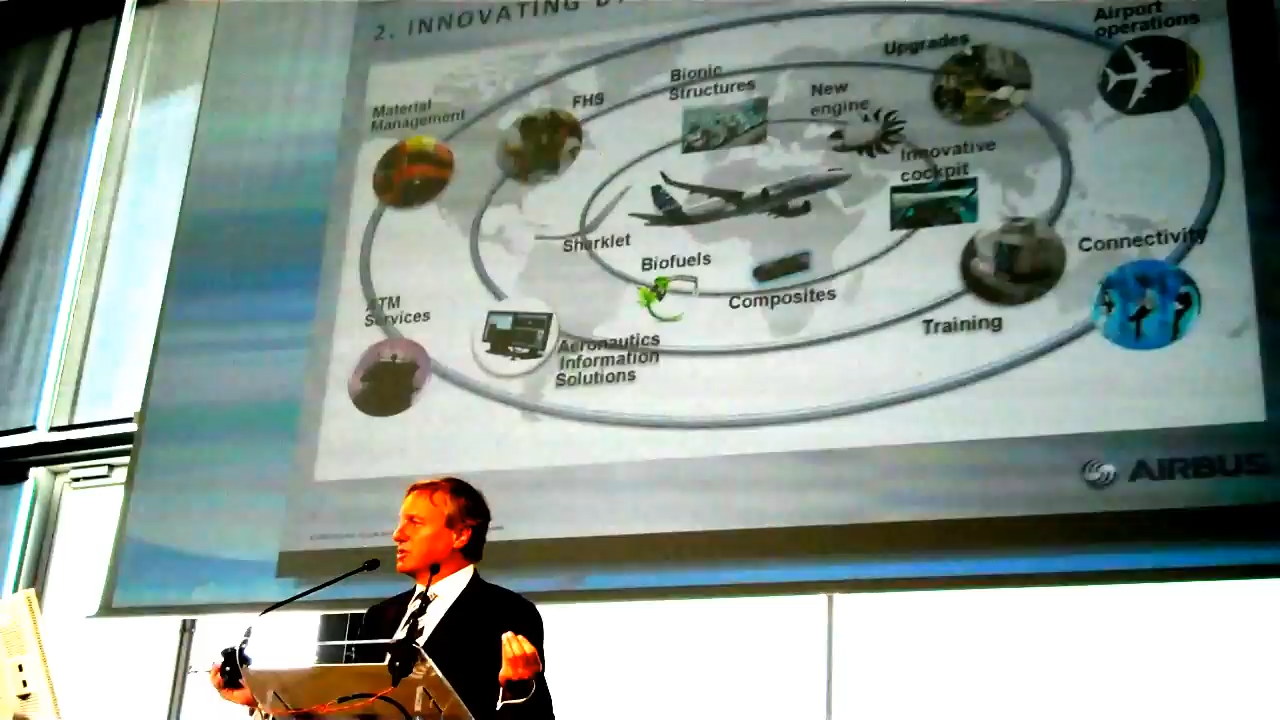 2. INNOVATING
Airport
operations
Upgrades
Bionic
Structures
New
engine
FHS
Material
Management
Innovative
cockpit
Sharklet
Connectivity
Biofuels
Composites
ATM
Services
Training
Aeronautics
Information
Solutions
AIRBUS